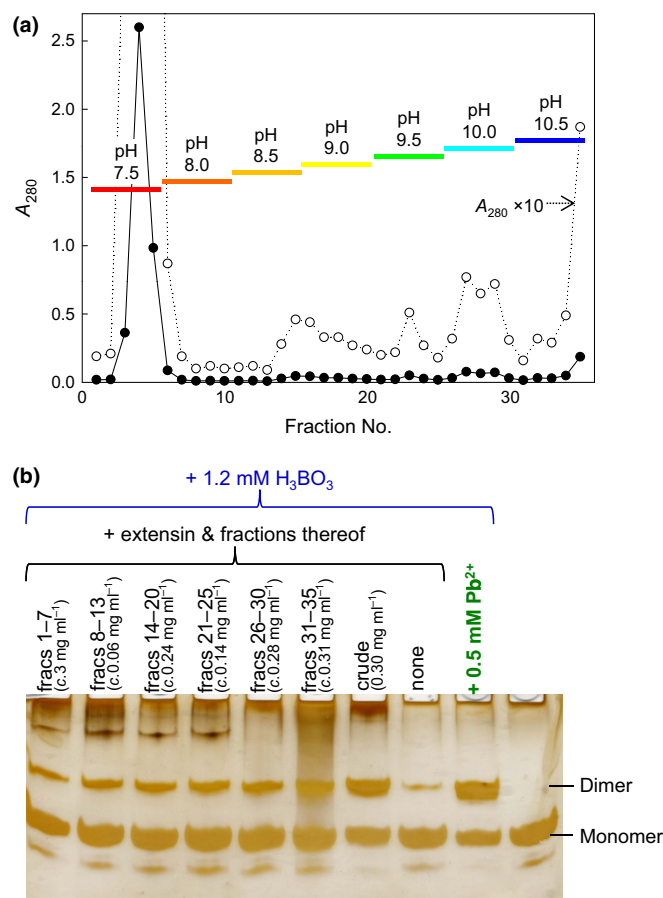 (a)
2.5
2.0
1.5
1.0
0.5
0.0
A280
pH
7.5
pH
8.0
pH
8.5
pH
9.0
pH
9.5
pH
10.0
pH
10.5
A280 ×10
0
10
20
30
Fraction No.
(b)
+ 1.2 mM H3BO3
+ extensin & fractions thereof
fracs 1–7
(c.3 mg ml−1)
fracs 8–13
(c.0.06 mg ml−1)
fracs 14–20
(c.0.24 mg ml−1)
fracs 21–25
(c.0.14 mg ml−1)
fracs 26–30
(c.0.28 mg ml−1)
fracs 31–35
(c.0.31 mg ml−1)
crude
(0.30 mg ml−1)
none
+ 0.5 mM Pb2+
Dimer
Monomer